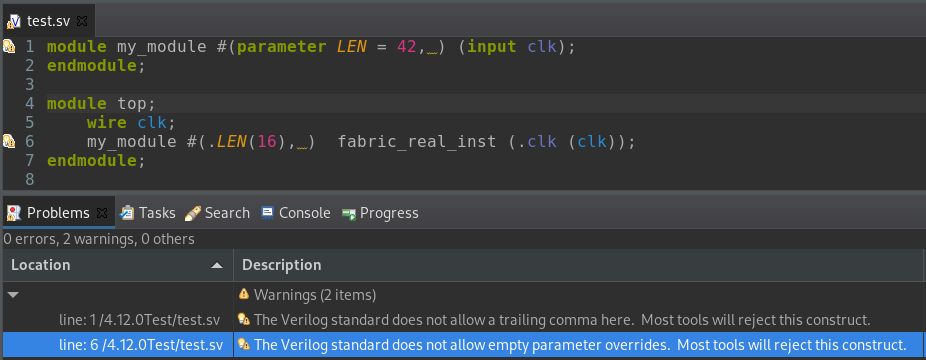 test.sv
1 module my_module #(parameter LEN = 42, ) (input clk);
2 endmodule;
3
4 module top;
5 wire clk;
6 my_module #(.LEN(16), ) fabric_real_inst (.clk (clk));
7 endmodule;
8
Problems Tasks Search Console Progress
0 errors, 2 warnings, 0 others
Location Description
Warnings (2 items)
line: 1 /4.12.0Test/test.sv The Verilog standard does not allow a trailing comma here. Most tools will reject this construct.
line: 6 /4.12.0Test/test.sv The Verilog standard does not allow empty parameter overrides. Most tools will reject this construct.